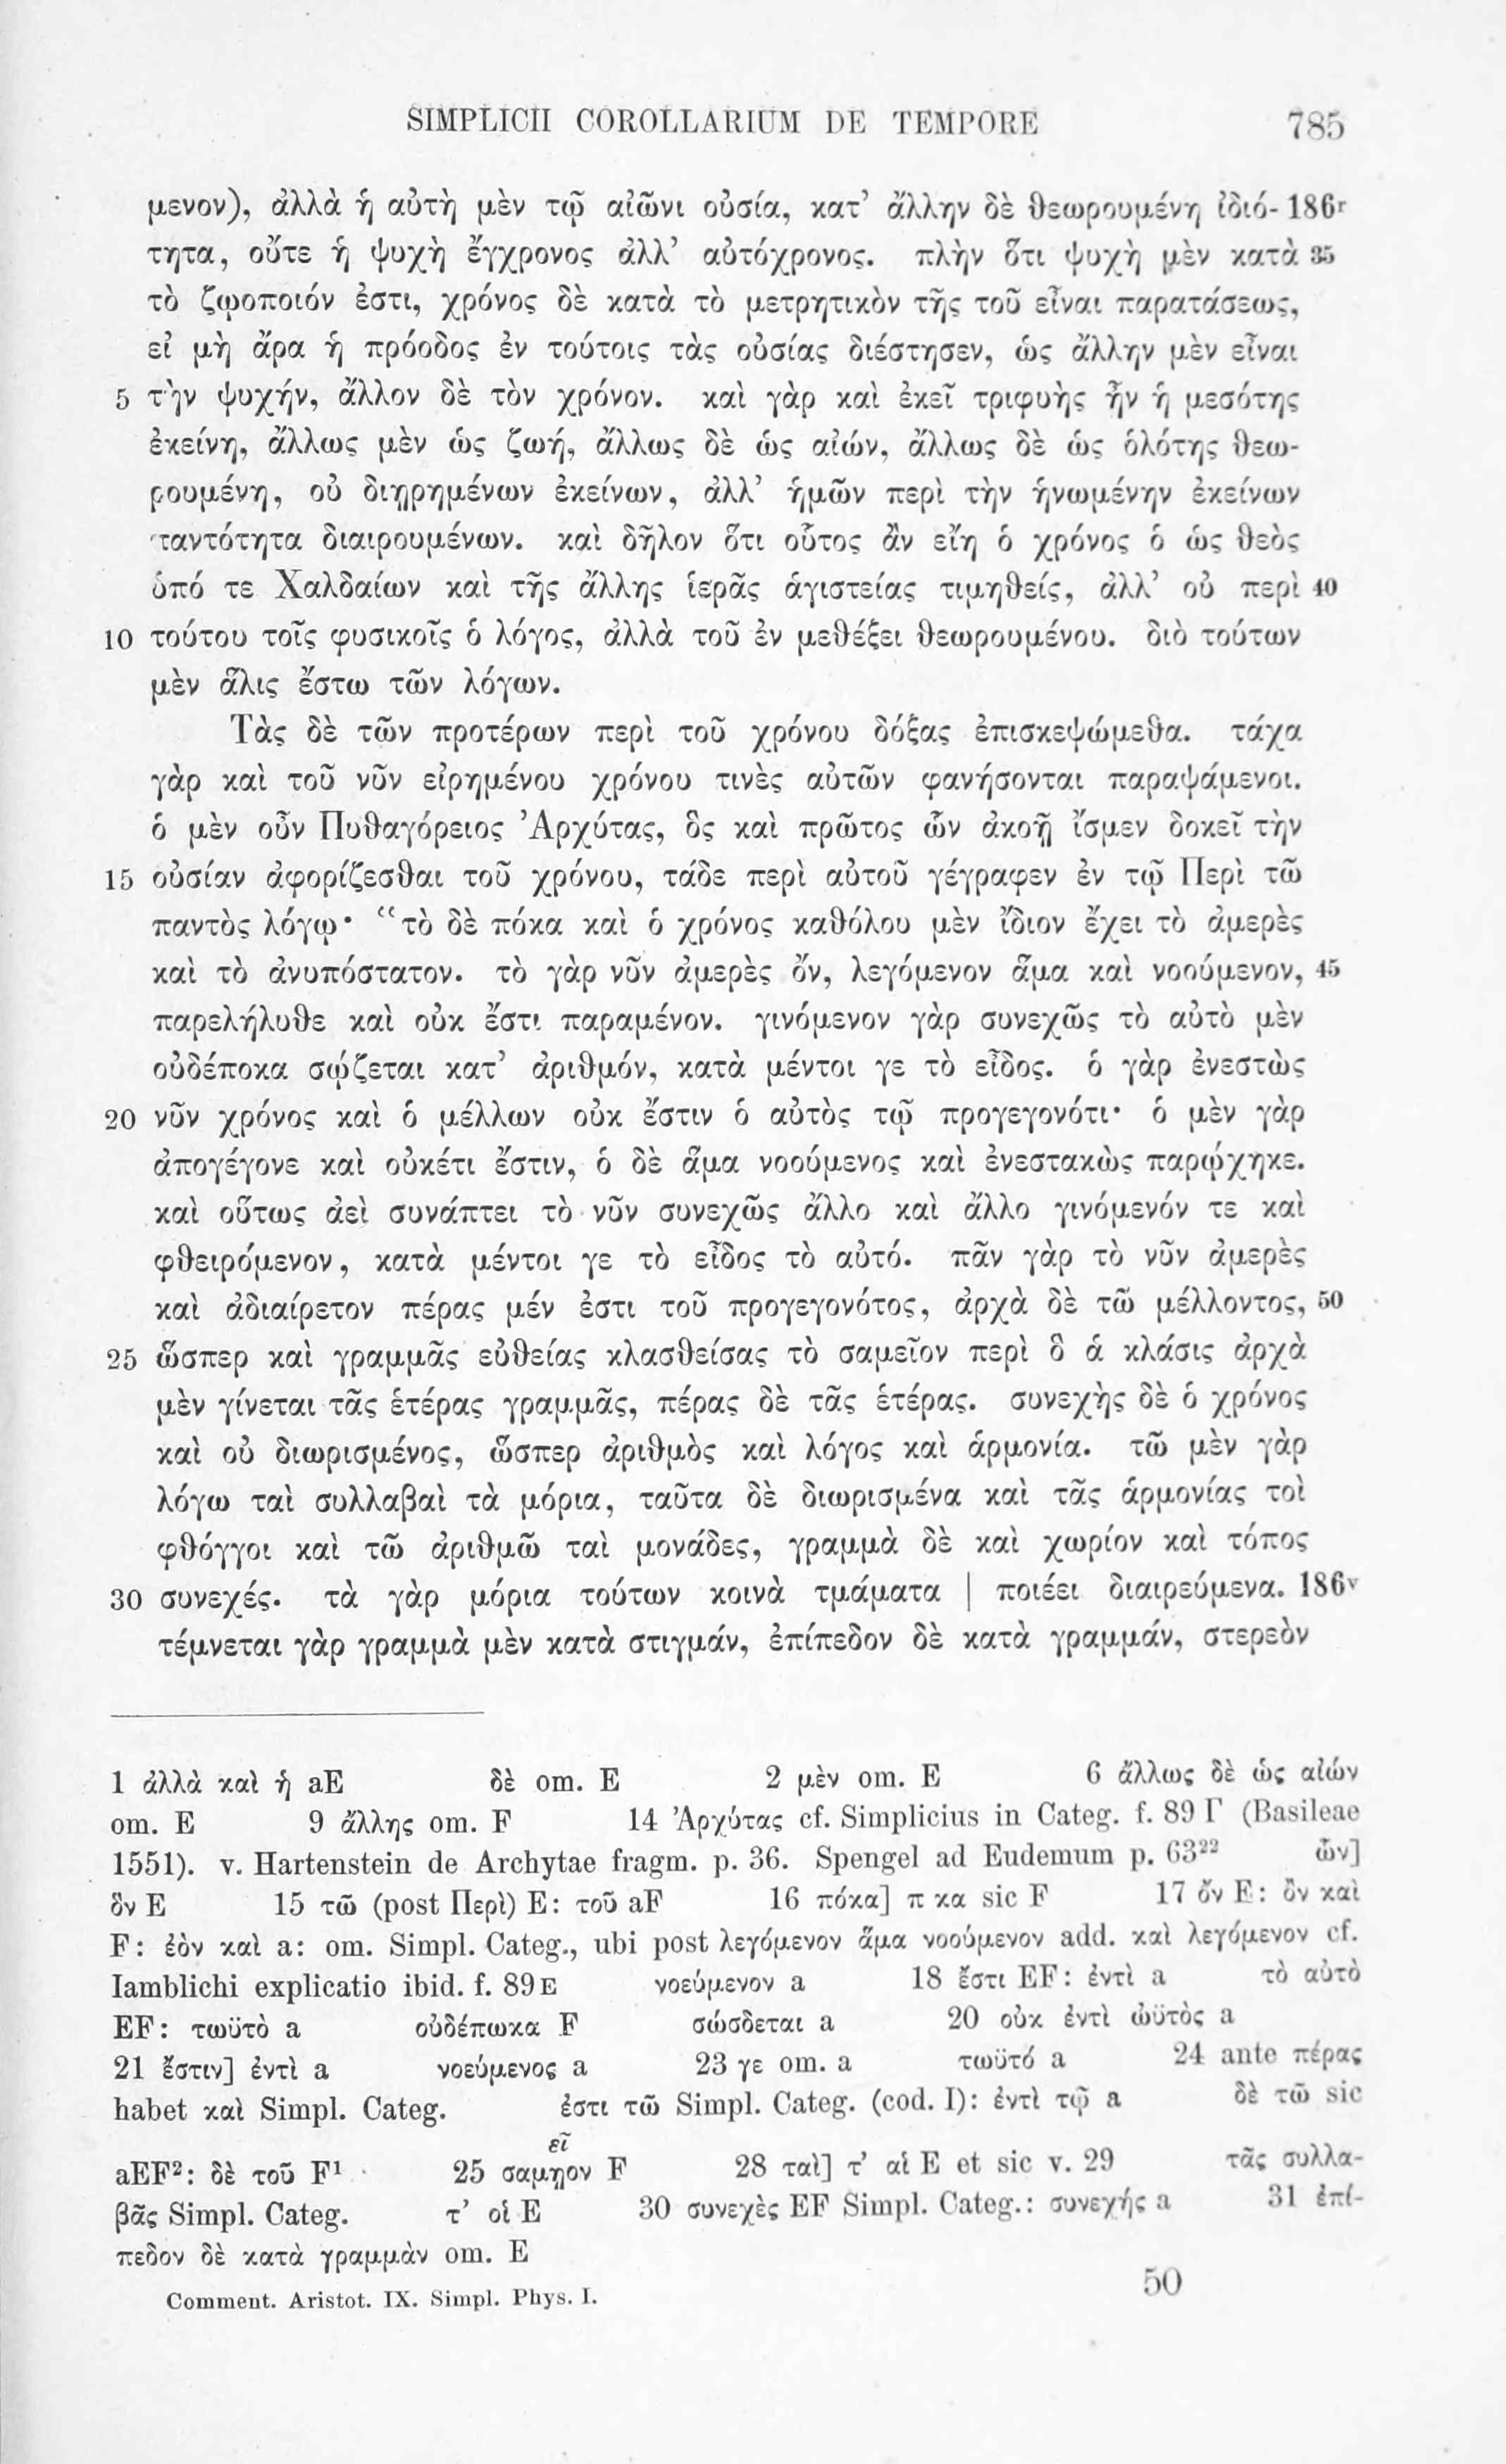 SIMPLICII COROLLARIUM DE TEMPORE 785
μενον), ἀλλὰ ἡ αὐτὴ μὲν τῷ αἰῶνι οὐσία, κατ' ἄλλην δὲ θεωρουμένη ἰδιό- 186r
τητα, οὔτε ἡ ψυχὴ ἔγχρονος ἀλλ' αὐτόχρονος. πλὴν ὅτι ψυχὴ μὲν κατὰ 35
τὸ ζωοποιόν ἐστι, χρόνος δὲ κατὰ τὸ μετρητικὸν τῆς τοῦ εἶναι παρατάσεως,
εἰ μὴ ἄρα ἡ πρόοδος ἐν τούτοις τὰς οὐσίας διέστησεν, ὡς ἄλλην μὲν εἶναι
5 τὴν ψυχήν, ἄλλον δὲ τὸν χρόνον. καὶ γὰρ καὶ ἐκεῖ τριφυὴς ἦν ἡ μεσότης
ἐκείνη, ἄλλως μὲν ὡς ζωή, ἄλλως δὲ ὡς αἰών, ἄλλως δὲ ὡς ὁλότης θεω-
ρουμένη, οὐ διῃρημένων ἐκείνων, ἀλλ' ἡμῶν περὶ τὴν ἡνωμένην ἐκείνων
ταντότητα διαιρουμένων. καὶ δῆλον ὅτι οὗτος ἂν εἴη ὁ χρόνος ὁ ὡς θεὸς
ὑπό τε Χαλδαίων καὶ τῆς ἄλλης ἱερᾶς ἁγιστείας τιμηθείς, ἀλλ' οὐ περὶ 40
10 τούτου τοῖς φυσικοῖς ὁ λόγος, ἀλλὰ τοῦ ἐν μεθέξει θεωρουμένου. διὸ τούτων
μὲν ἅλις ἔστω τῶν λόγων.
Τὰς δὲ τῶν προτέρων περὶ τοῦ χρόνου δόξας ἐπισκεψώμεθα. τάχα
γὰρ καὶ τοῦ νῦν εἰρημένου χρόνου τινὲς αὐτῶν φανήσονται παραψάμενοι.
ὁ μὲν οὖν Πυθαγόρειος Ἀρχύτας, ὃς καὶ πρῶτος ὧν ἀκοῇ ἴσμεν δοκεῖ τὴν
15 οὐσίαν ἀφορίζεσθαι τοῦ χρόνου, τάδε περὶ αὐτοῦ γέγραφεν ἐν τῷ Περὶ τῶ
παντὸς λόγῳ· “τὸ δὲ πόκα καὶ ὁ χρόνος καθόλου μὲν ἴδιον ἔχει τὸ ἀμερὲς
καὶ τὸ ἀνυπόστατον. τὸ γὰρ νῦν ἀμερὲς ὄν, λεγόμενον ἅμα καὶ νοούμενον, 45
παρελήλυθε καὶ οὐκ ἔστι παραμένον. γινόμενον γὰρ συνεχῶς τὸ αὐτὸ μὲν
οὐδέποκα σῴζεται κατ' ἀριθμόν, κατὰ μέντοι γε τὸ εἶδος. ὁ γὰρ ἐνεστὼς
20 νῦν χρόνος καὶ ὁ μέλλων οὐκ ἔστιν ὁ αὐτὸς τῷ προγεγονότι· ὁ μὲν γὰρ
ἀπογέγονε καὶ οὐκέτι ἔστιν, ὁ δὲ ἅμα νοούμενος καὶ ἐνεστακὼς παρῴχηκε.
καὶ οὕτως ἀεὶ συνάπτει τὸ νῦν συνεχῶς ἄλλο καὶ ἄλλο γινόμενόν τε καὶ
φθειρόμενον, κατὰ μέντοι γε τὸ εἶδος τὸ αὐτό. πᾶν γὰρ τὸ νῦν ἀμερὲς
καὶ ἀδιαίρετον πέρας μέν ἐστι τοῦ προγεγονότος, ἀρχὰ δὲ τῶ μέλλοντος, 50
25 ὥσπερ καὶ γραμμᾶς εὐθείας κλασθείσας τὸ σαμεῖον περὶ ὃ ἁ κλάσις ἀρχὰ
μὲν γίνεται τᾶς ἑτέρας γραμμᾶς, πέρας δὲ τᾶς ἑτέρας. συνεχὴς δὲ ὁ χρόνος
καὶ οὐ διωρισμένος, ὥσπερ ἀριθμὸς καὶ λόγος καὶ ἁρμονία. τῶ μὲν γὰρ
λόγω ταὶ συλλαβαὶ τὰ μόρια, ταῦτα δὲ διωρισμένα καὶ τᾶς ἁρμονίας τοὶ
φθόγγοι καὶ τῶ ἀριθμῶ ταὶ μονάδες, γραμμὰ δὲ καὶ χωρίον καὶ τόπος
30 συνεχές. τὰ γὰρ μόρια τούτων κοινὰ τμάματα | ποιέει διαιρεύμενα. 186v
τέμνεται γὰρ γραμμὰ μὲν κατὰ στιγμάν, ἐπίπεδον δὲ κατὰ γραμμάν, στερεὸν
1 ἀλλὰ καὶ ἡ aE δὲ om. E 2 μὲν om. E 6 ἄλλως δὲ ὡς αἰών
om. E 9 ἄλλης om. F 14 Ἀρχύτας cf. Simplicius in Categ. f. 89 Γ (Basileae
1551). v. Hartenstein de Archytae fragm. p. 36. Spengel ad Eudemum p. 63²² ὧν]
ὃν E 15 τῶ (post Περὶ) E: τοῦ aF 16 πόκα] π κα sic F 17 ὄν E: ὂν καὶ
F: ἐὸν καὶ a: om. Simpl. Categ., ubi post λεγόμενον ἅμα νοούμενον add. καὶ λεγόμενον cf.
Iamblichi explicatio ibid. f. 89 E νοεύμενον a 18 ἔστι EF: ἐντὶ a τὸ αὐτὸ
EF: τωὐτὸ a οὐδέπωκα F σώσδεται a 20 οὐκ ἐντὶ ὡϋτὸς a
21 ἔστιν] ἐντὶ a νοεύμενος a 23 γε om. a τωὐτό a 24 ante πέρας
habet καὶ Simpl. Categ. ἐστι τῶ Simpl. Categ. (cod. I): ἐντὶ τῷ a δὲ τῶ sic
εῖ
aEF²: δὲ τοῦ F¹ 25 σαμηον F 28 ταὶ] τ' αἱ E et sic v. 29 τᾶς συλλα-
βᾶς Simpl. Categ. τ' οἱ E 30 συνεχὲς EF Simpl. Categ.: συνεχής a 31 ἐπί-
πεδον δὲ κατὰ γραμμὰν om. E
Comment. Aristot. IX. Simpl. Phys. I. 50